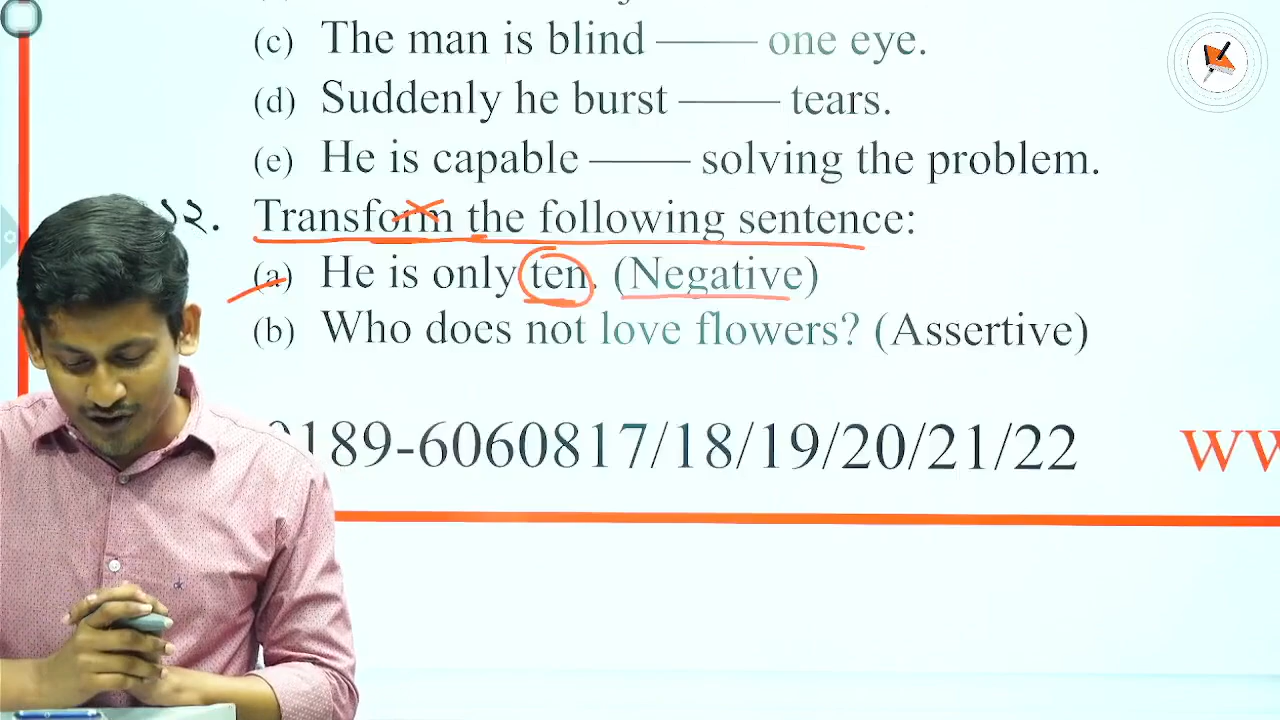 (c) The man is blind —— one eye.
(d) Suddenly he burst —— tears.
(e) He is capable —— solving the problem.
১২. Transform the following sentence:
(a) He is only ten. (Negative)
(b) Who does not love flowers? (Assertive)
189-6060817/18/19/20/21/22